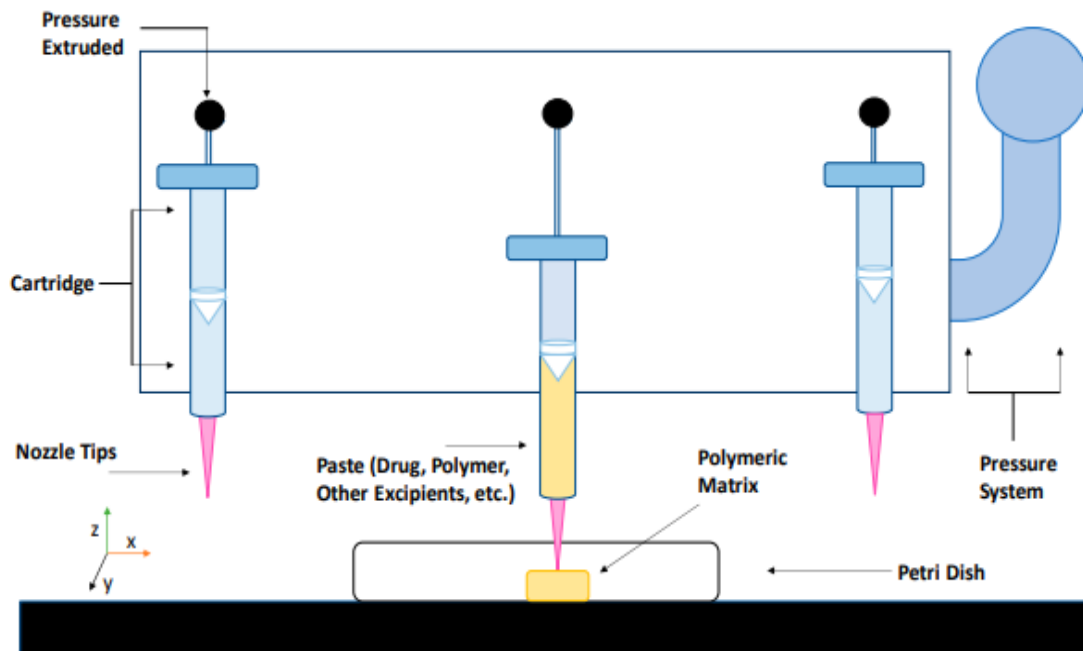 Pressure
Extruded
Cartridge
Nozzle Tips
Paste (Drug, Polymer,
Other Excipients, etc.)
Polymeric
Matrix
Pressure
System
z
x
y
Petri Dish